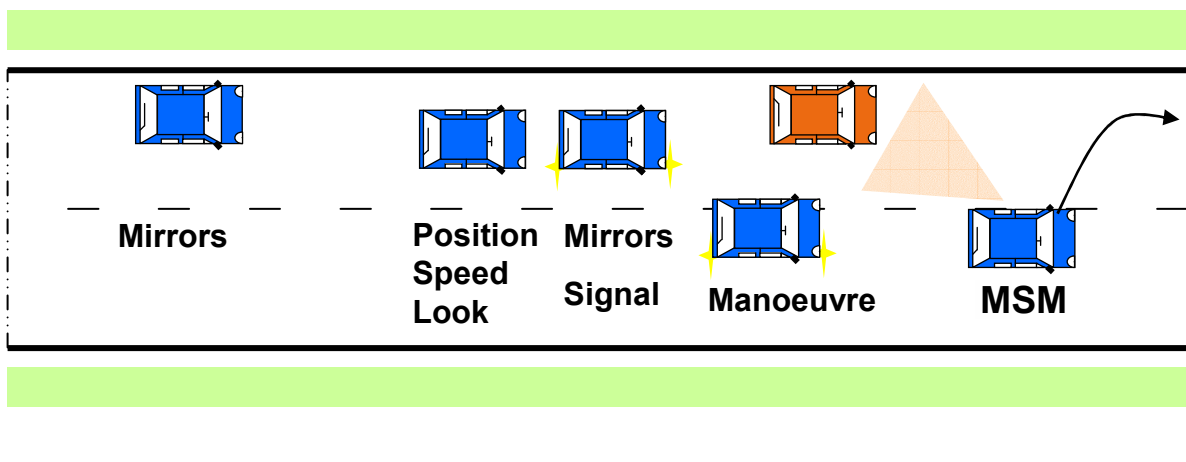 Mirrors
Position
Speed
Look
Mirrors
Signal
Manoeuvre
MSM